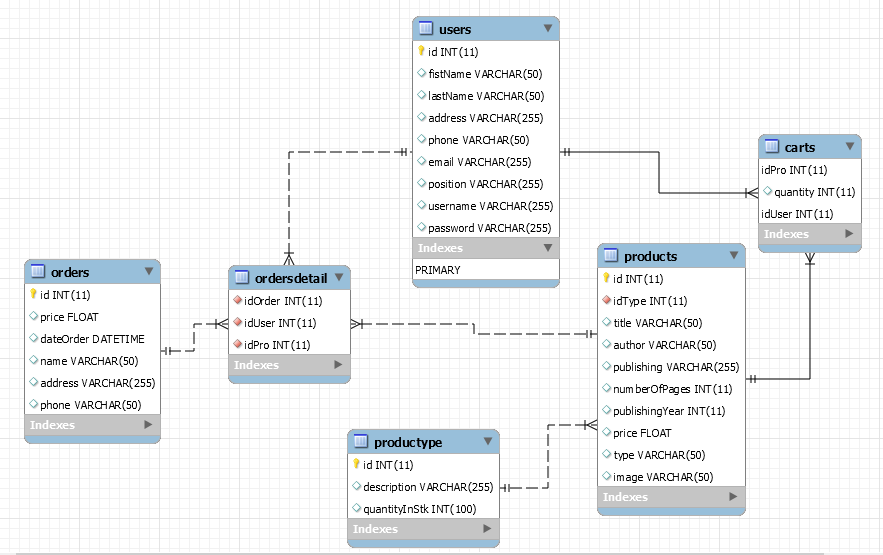 users
id INT(11)
fistName VARCHAR(50)
lastName VARCHAR(50)
address VARCHAR(255)
phone VARCHAR(50)
email VARCHAR(255)
position VARCHAR(255)
username VARCHAR(255)
password VARCHAR(255)
Indexes
PRIMARY
carts
idPro INT(11)
quantity INT(11)
idUser INT(11)
Indexes
orders
id INT(11)
price FLOAT
dateOrder DATETIME
name VARCHAR(50)
address VARCHAR(255)
phone VARCHAR(50)
Indexes
ordersdetail
idOrder INT(11)
idUser INT(11)
idPro INT(11)
Indexes
products
id INT(11)
idType INT(11)
title VARCHAR(50)
author VARCHAR(50)
publishing VARCHAR(255)
numberOfPages INT(11)
publishingYear INT(11)
price FLOAT
type VARCHAR(50)
image VARCHAR(50)
Indexes
productype
id INT(11)
description VARCHAR(255)
quantityInStk INT(100)
Indexes